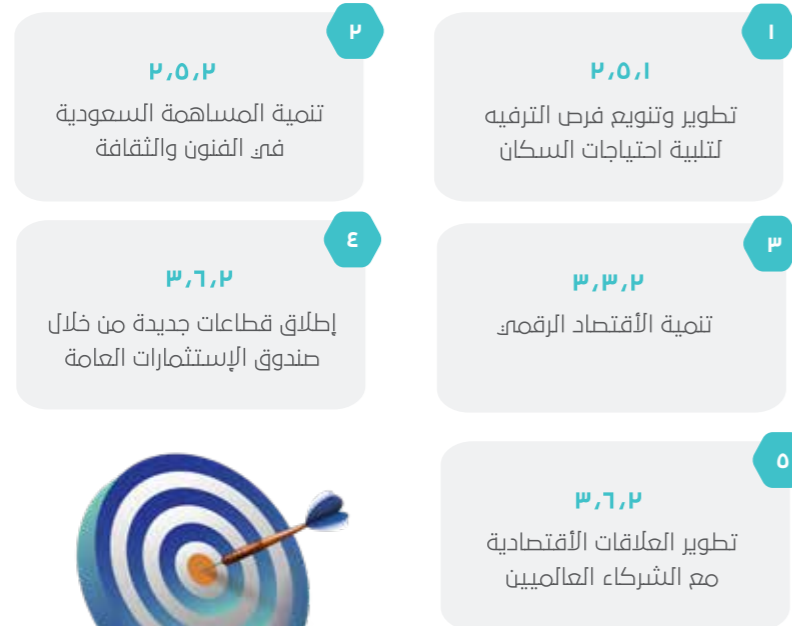 ١
٢,٥,١
تطوير وتنويع فرص الترفيه
لتلبية احتياجات السكان
٢
٢,٥,٢
تنمية المساهمة السعودية
في الفنون والثقافة
٣
٣,٣,٢
تنمية الأقتصاد الرقمي
٤
٣,٦,٢
إطلاق قطاعات جديدة من خلال
صندوق الإستثمارات العامة
٥
٣,٦,٢
تطوير العلاقات الأقتصادية
مع الشركاء العالميين